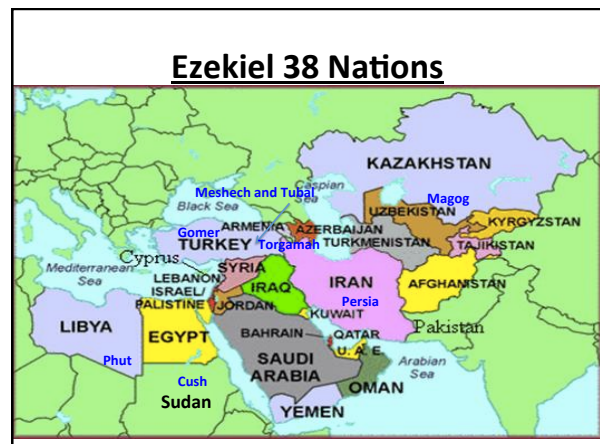 Ezekiel 38 Nations
KAZAKHSTAN
Caspian
Sea
Black Sea
Meshech and Tubal
Magog
UZBEKISTAN
KYRGYZSTAN
Gomer
ARMENIA
AZERBAIJAN
TURKEY
Torgamah
TURKMENISTAN
TAJIKISTAN
Cyprus
Mediterranean
Sea
SYRIA
LEBANON
ISRAEL/
PALESTINE
IRAQ
IRAN
AFGHANISTAN
JORDAN
Persia
KUWAIT
LIBYA
EGYPT
BAHRAIN
QATAR
Pakistan
U. A. E.
Phut
SAUDI
ARABIA
Arabian
Sea
Cush
OMAN
Sudan
YEMEN